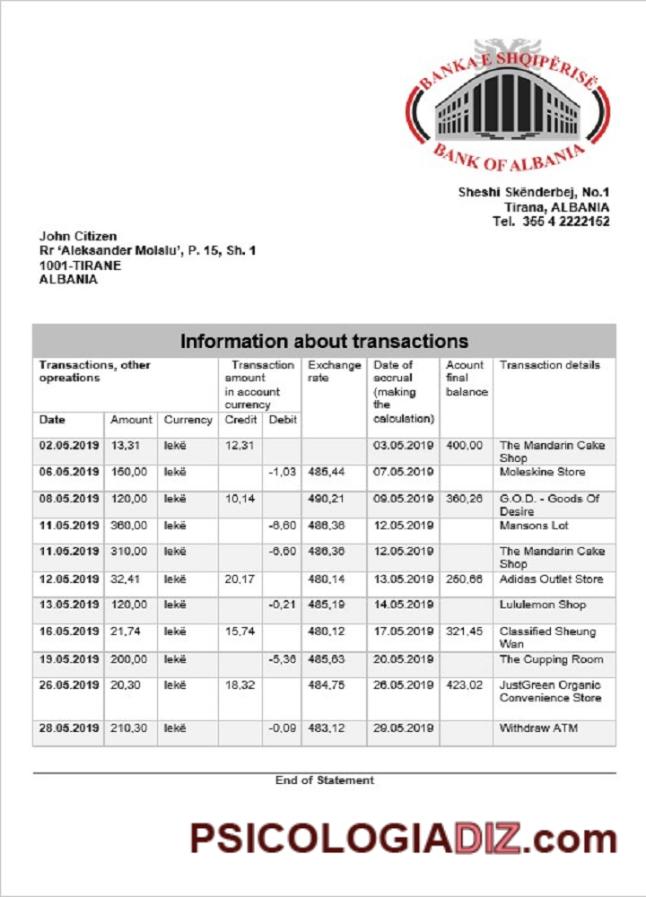 BANKA E SHQIPËRISË
BANK OF ALBANIA
Sheshi Skënderbej, No.1
Tirana, ALBANIA
Tel. 355 4 2222152
John Citizen
Rr ‘Aleksander Moisiu’, P. 15, Sh. 1
1001-TIRANE
ALBANIA
Information about transactions
Transactions, other opreations Transaction amount in account currency Exchange rate Date of accrual (making the calculation) Acount final balance Transaction details
Date Amount Currency Credit Debit
02.05.2019 13,31 lekë 12,31 03.05.2019 400,00 The Mandarin Cake
Shop
06.05.2019 150,00 lekë -1,03 485,44 07.05.2019 Moleskine Store
08.05.2019 120,00 lekë 10,14 490,21 09.05.2019 360,26 G.O.D. - Goods Of
Desire
11.05.2019 360,00 lekë -6,60 486,36 12.05.2019 Mansons Lot
11.05.2019 310,00 lekë -6,60 486,36 12.05.2019 The Mandarin Cake
Shop
12.05.2019 32,41 lekë 20,17 480,14 13.05.2019 250,66 Adidas Outlet Store
13.05.2019 120,00 lekë -0,21 485,19 14.05.2019 Lululemon Shop
16.05.2019 21,74 lekë 15,74 480,12 17.05.2019 321,45 Classified Sheung
Wan
19.05.2019 200,00 lekë -5,36 485,63 20.05.2019 The Cupping Room
26.05.2019 20,30 lekë 18,32 484,75 26.05.2019 423,02 JustGreen Organic
Convenience Store
28.05.2019 210,30 lekë -0,09 483,12 29.05.2019 Withdraw ATM
End of Statement
PSICOLOGIADIZ.com